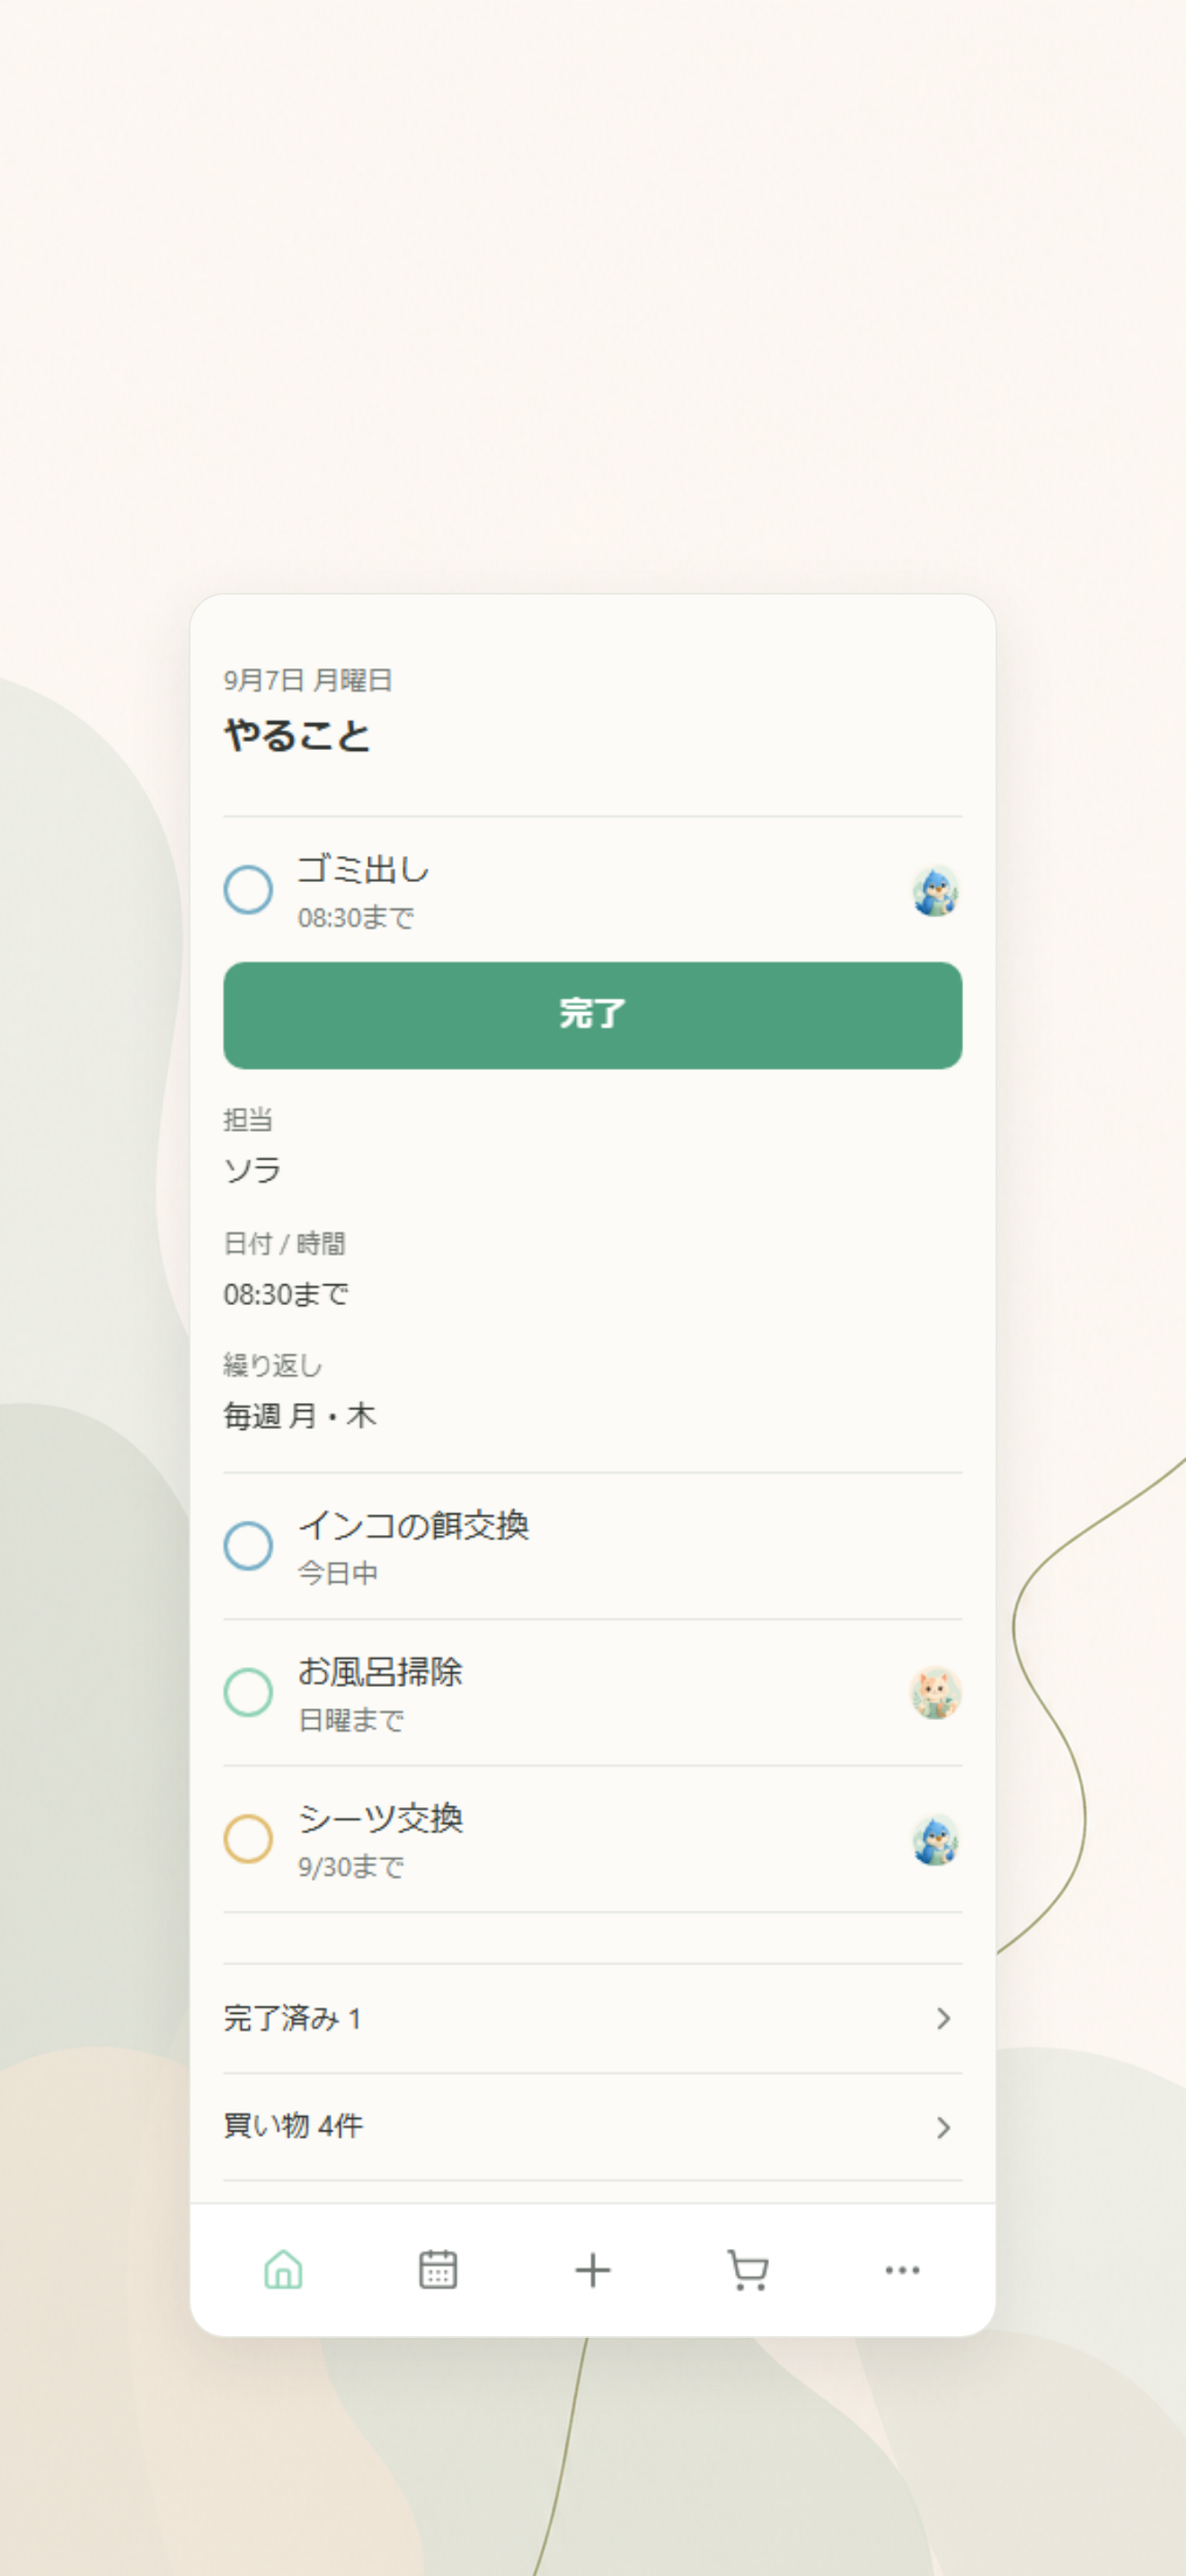 9月7日 月曜日
やること
ゴミ出し
08:30まで
完了
担当
ソラ
日付 / 時間
08:30まで
繰り返し
毎週 月・木
インコの餌交換
今日中
お風呂掃除
日曜まで
シーツ交換
9/30まで
完了済み 1
買い物 4件